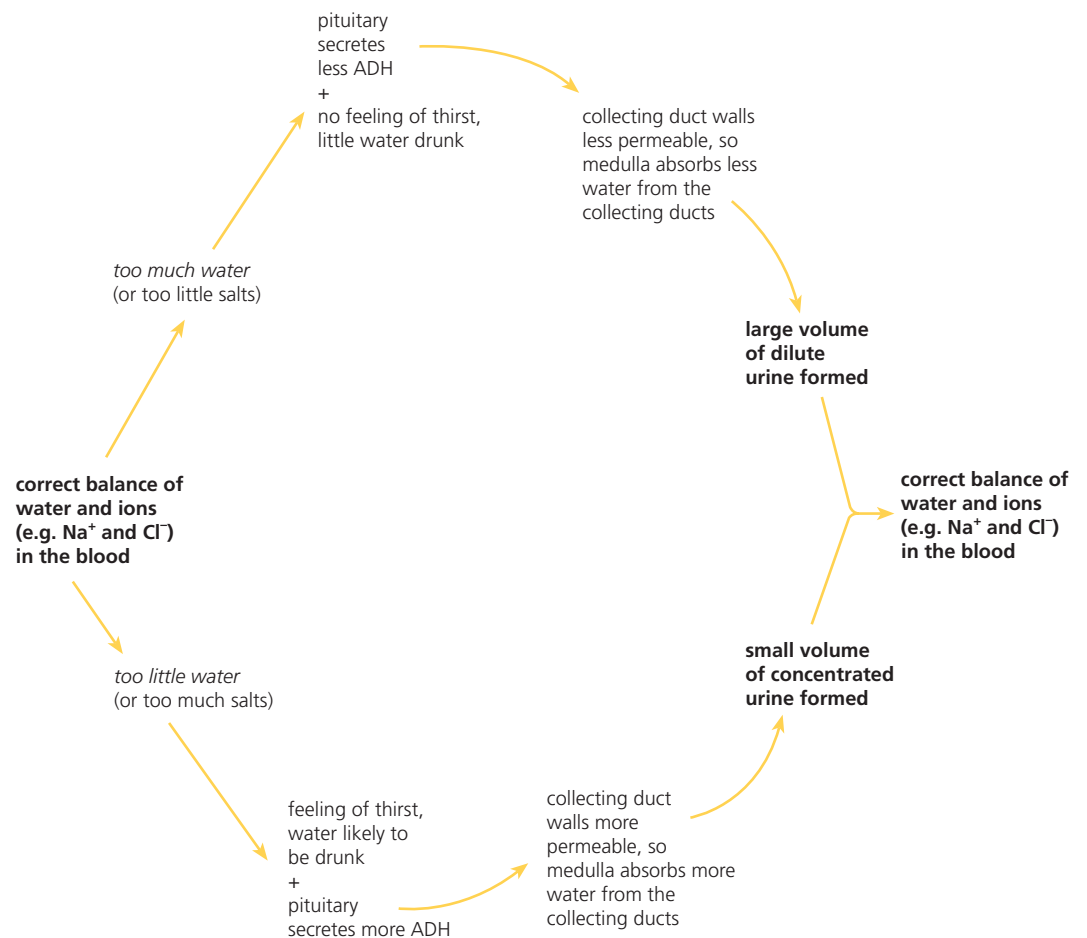 pituitary
secretes
less ADH
+
no feeling of thirst,
little water drunk
collecting duct walls
less permeable, so
medulla absorbs less
water from the
collecting ducts
too much water
(or too little salts)
large volume
of dilute
urine formed
correct balance of
water and ions
(e.g. Na⁺ and Cl⁻)
in the blood
correct balance of
water and ions
(e.g. Na⁺ and Cl⁻)
in the blood
too little water
(or too much salts)
small volume
of concentrated
urine formed
feeling of thirst,
water likely to
be drunk
+
pituitary
secretes more ADH
collecting duct
walls more
permeable, so
medulla absorbs more
water from the
collecting ducts